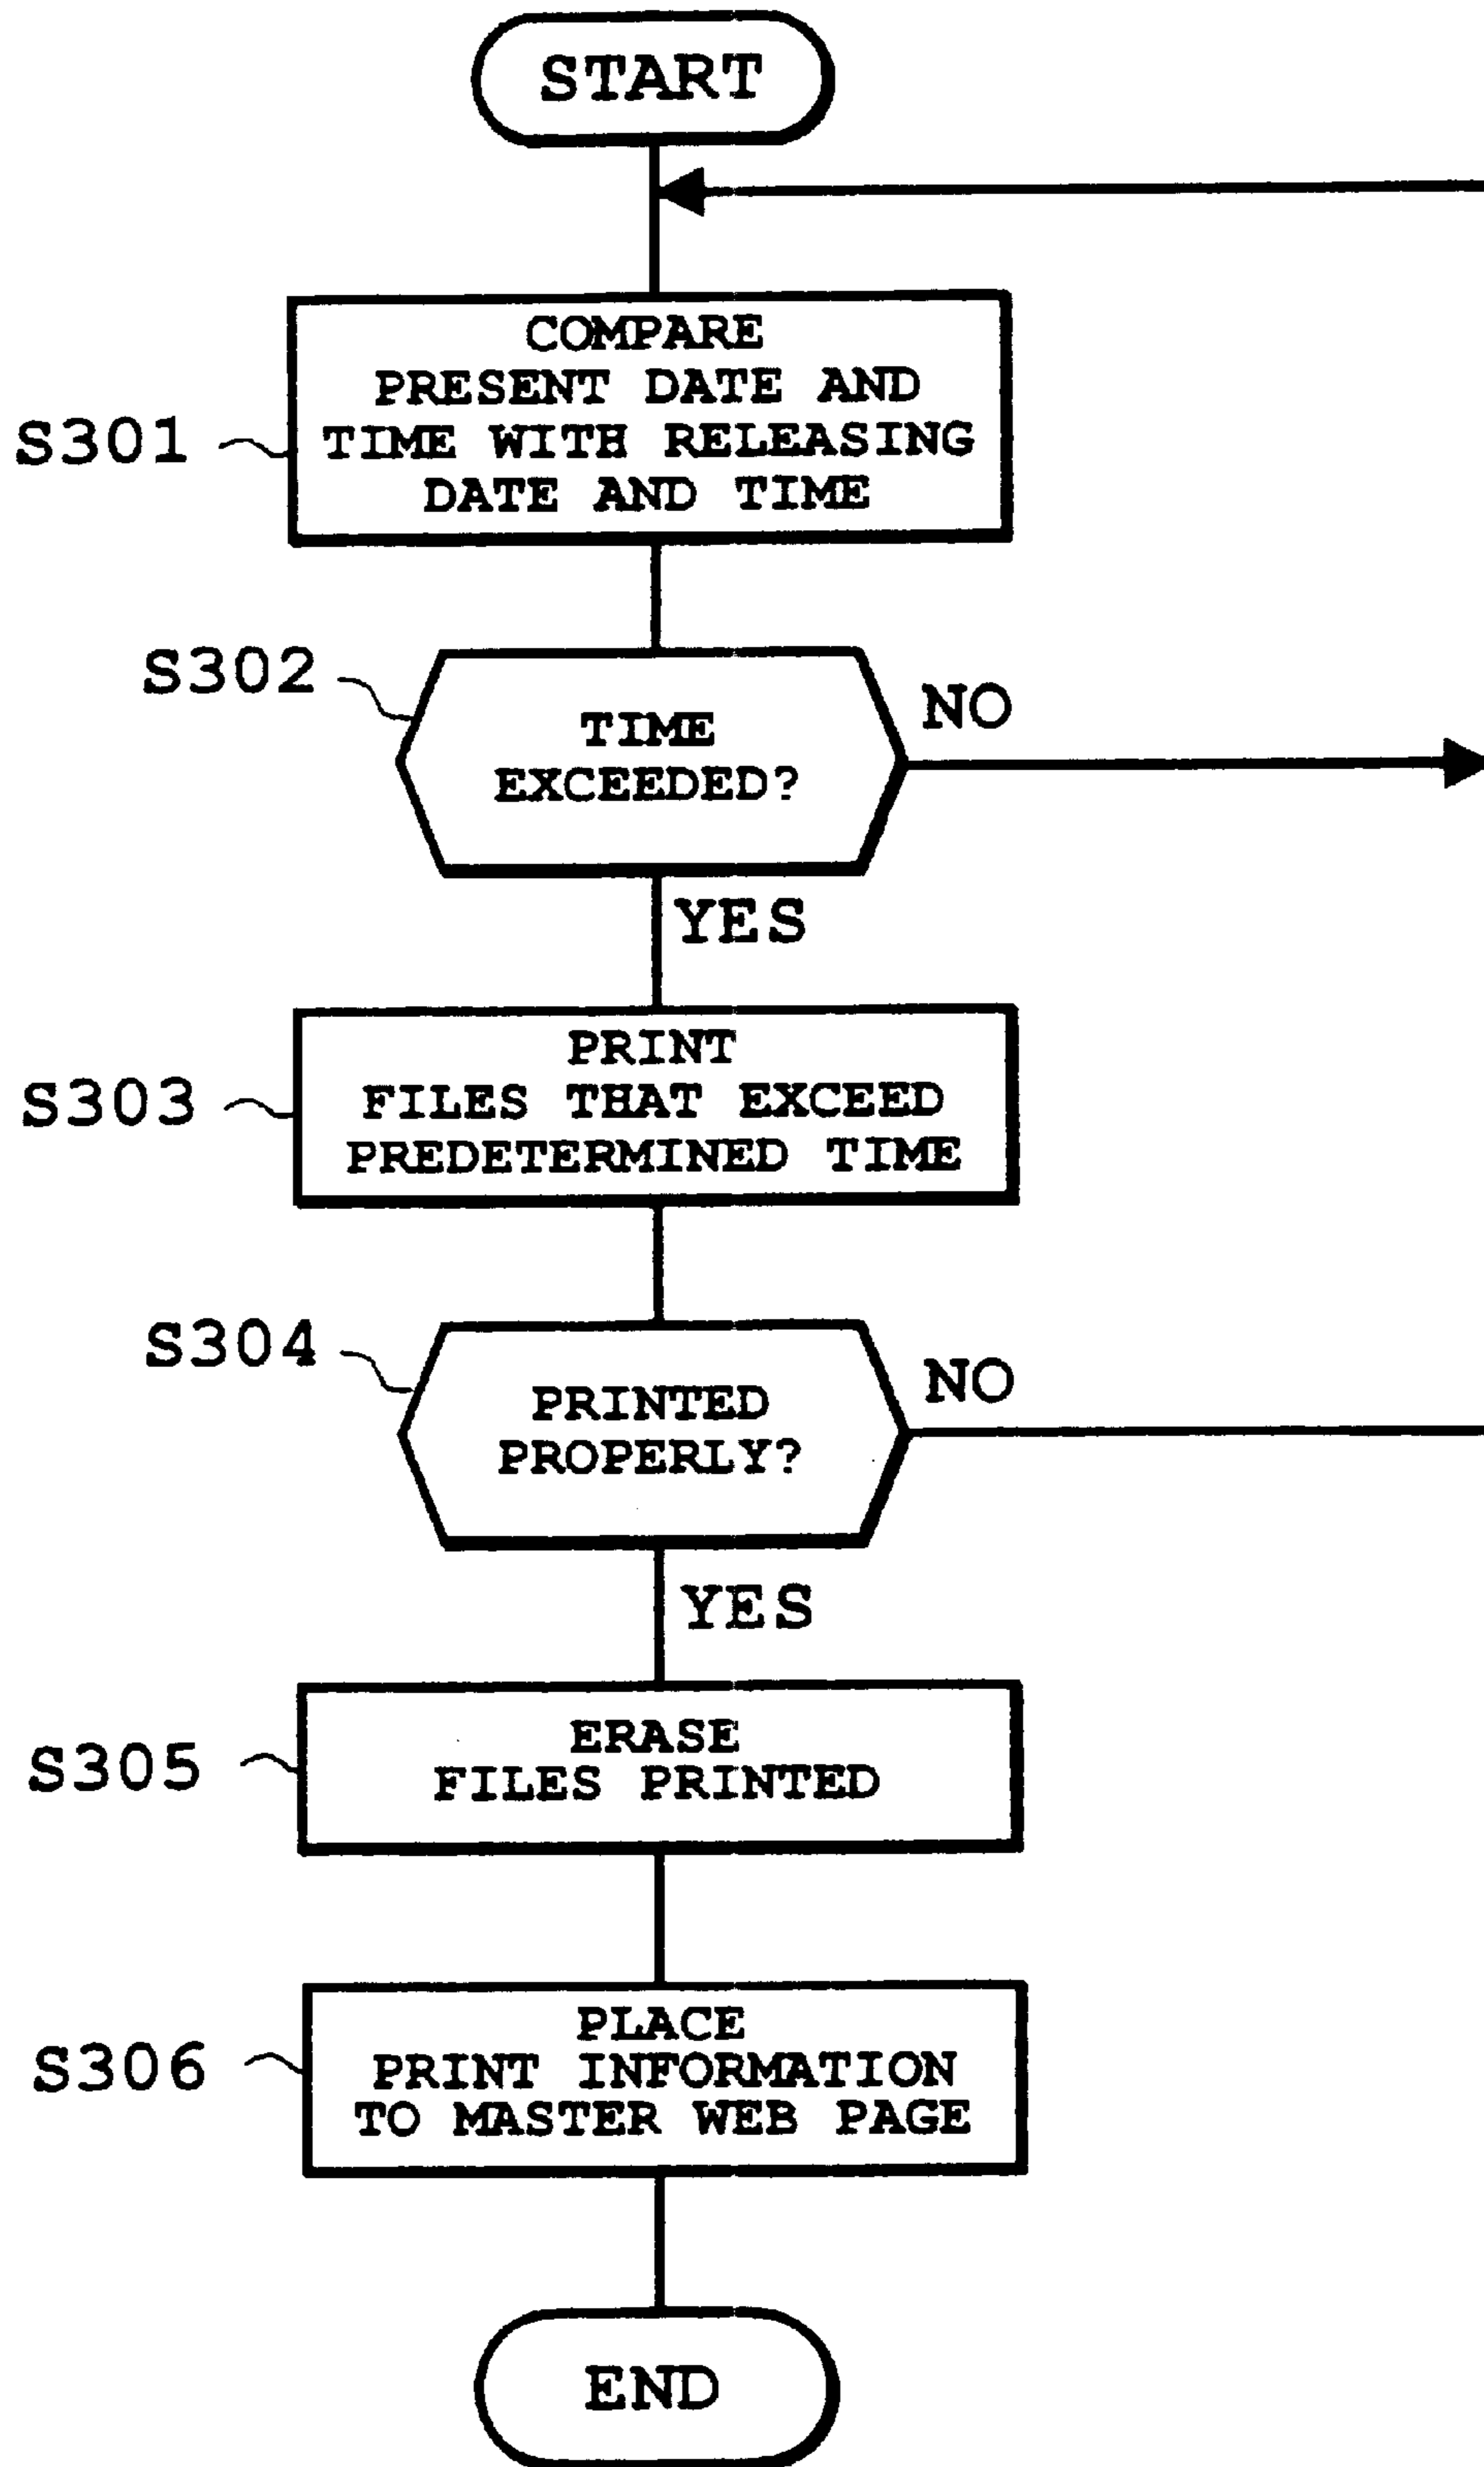 START
COMPARE
PRESENT DATE AND
S301
TIME WITH RELEASING
DATE AND TIME
S302
NO
TIME
EXCEEDED?
YES
PRINT
S303
FILES THAT EXCEED
PREDETERMINED TIME
S304
NO
PRINTED
PROPERLY?
YES
ERASE
S305
FILES PRINTED
PLACE
S306
PRINT INFORMATION
TO MASTER WEB PAGE
END